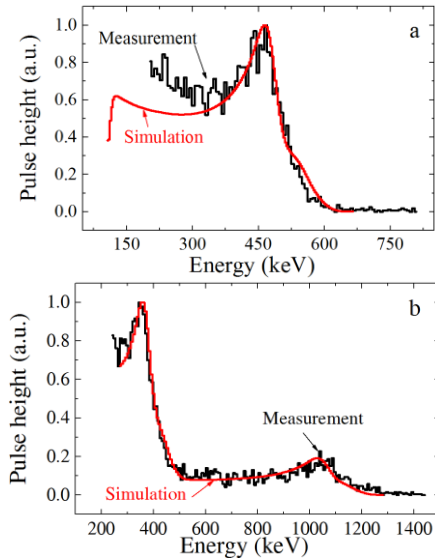 a
Measurement
Simulation
Pulse height (a.u.)
1.0
0.8
0.6
0.4
0.2
0.0
150 300 450 600 750
Energy (keV)
b
Measurement
Simulation
Pulse height (a.u.)
1.0
0.8
0.6
0.4
0.2
0.0
200 400 600 800 1000 1200 1400
Energy (keV)